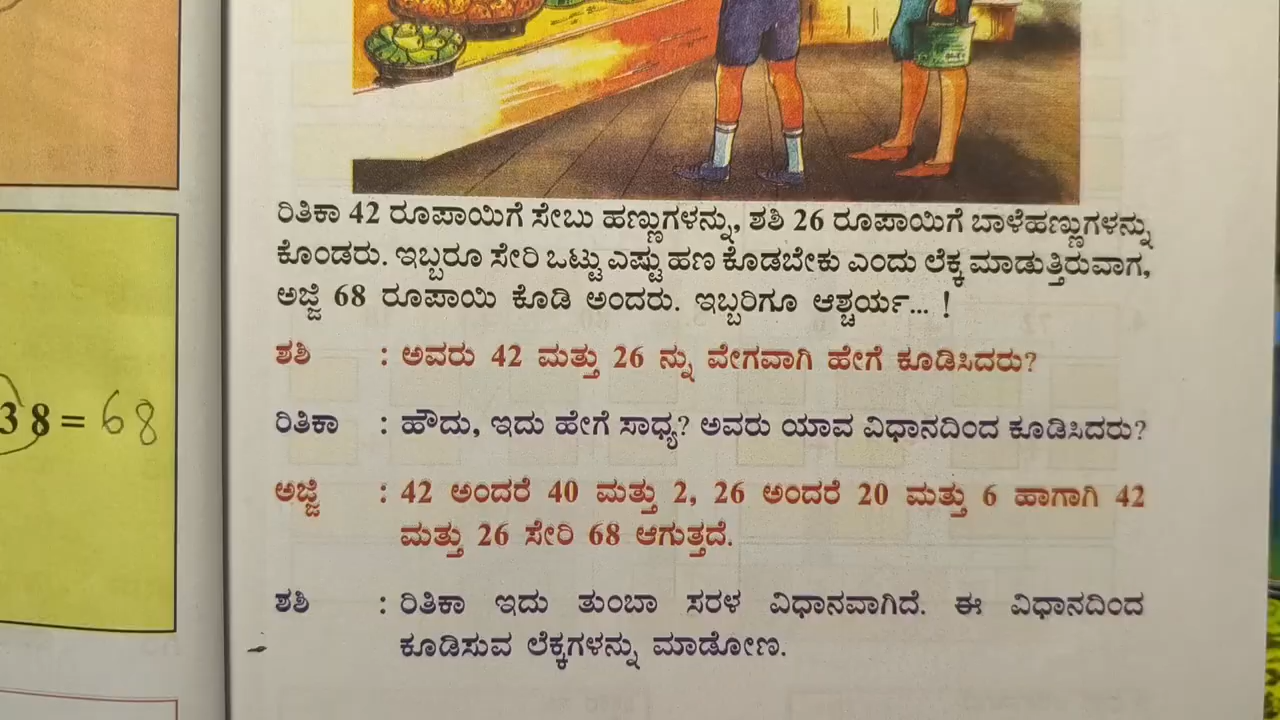 38 = 68
ರಿತಿಕಾ 42 ರೂಪಾಯಿಗೆ ಸೇಬು ಹಣ್ಣುಗಳನ್ನು, ಶಶಿ 26 ರೂಪಾಯಿಗೆ ಬಾಳೆಹಣ್ಣುಗಳನ್ನು
ಕೊಂಡರು. ಇಬ್ಬರೂ ಸೇರಿ ಒಟ್ಟು ಎಷ್ಟು ಹಣ ಕೊಡಬೇಕು ಎಂದು ಲೆಕ್ಕ ಮಾಡುತ್ತಿರುವಾಗ,
ಅಜ್ಜಿ 68 ರೂಪಾಯಿ ಕೊಡಿ ಅಂದರು. ಇಬ್ಬರಿಗೂ ಆಶ್ಚರ್ಯ... !
ಶಶಿ : ಅವರು 42 ಮತ್ತು 26 ನ್ನು ವೇಗವಾಗಿ ಹೇಗೆ ಕೂಡಿಸಿದರು?
ರಿತಿಕಾ : ಹೌದು, ಇದು ಹೇಗೆ ಸಾಧ್ಯ? ಅವರು ಯಾವ ವಿಧಾನದಿಂದ ಕೂಡಿಸಿದರು?
ಅಜ್ಜಿ : 42 ಅಂದರೆ 40 ಮತ್ತು 2, 26 ಅಂದರೆ 20 ಮತ್ತು 6 ಹಾಗಾಗಿ 42
ಮತ್ತು 26 ಸೇರಿ 68 ಆಗುತ್ತದೆ.
ಶಶಿ : ರಿತಿಕಾ ಇದು ತುಂಬಾ ಸರಳ ವಿಧಾನವಾಗಿದೆ. ಈ ವಿಧಾನದಿಂದ
ಕೂಡಿಸುವ ಲೆಕ್ಕಗಳನ್ನು ಮಾಡೋಣ.